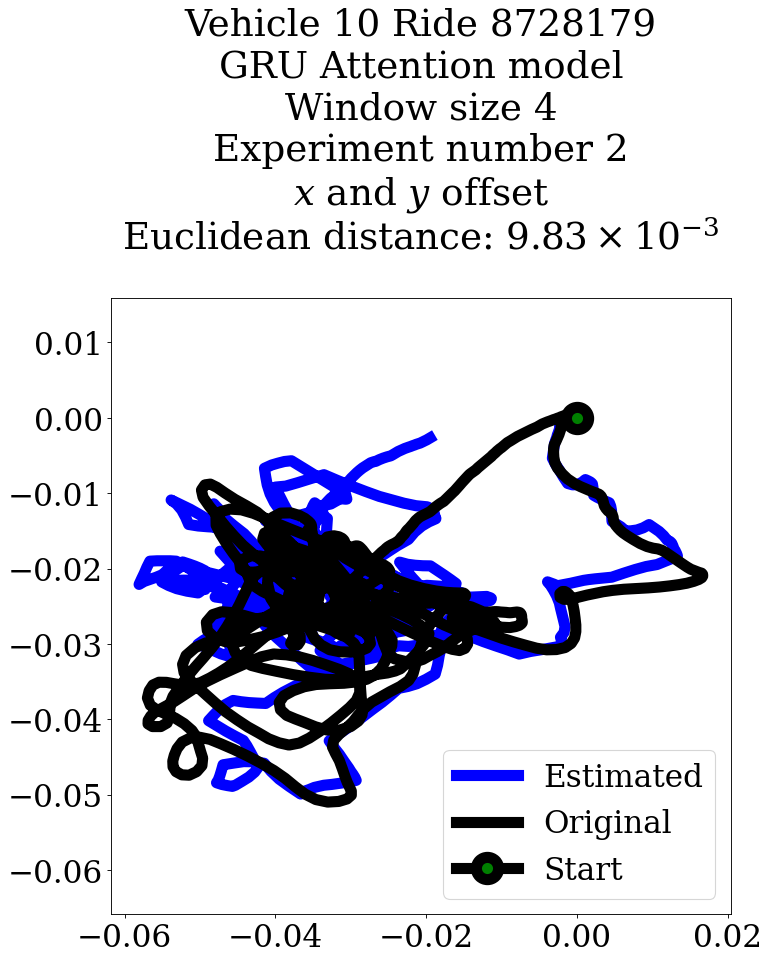 Vehicle 10 Ride 8728179
GRU Attention model
Window size 4
Experiment number 2
x and y offset
Euclidean distance: 9.83 × 10⁻³
0.01
0.00
−0.01
−0.02
−0.03
−0.04
−0.05
−0.06
Estimated
Original
Start
−0.06 −0.04 −0.02 0.00 0.02